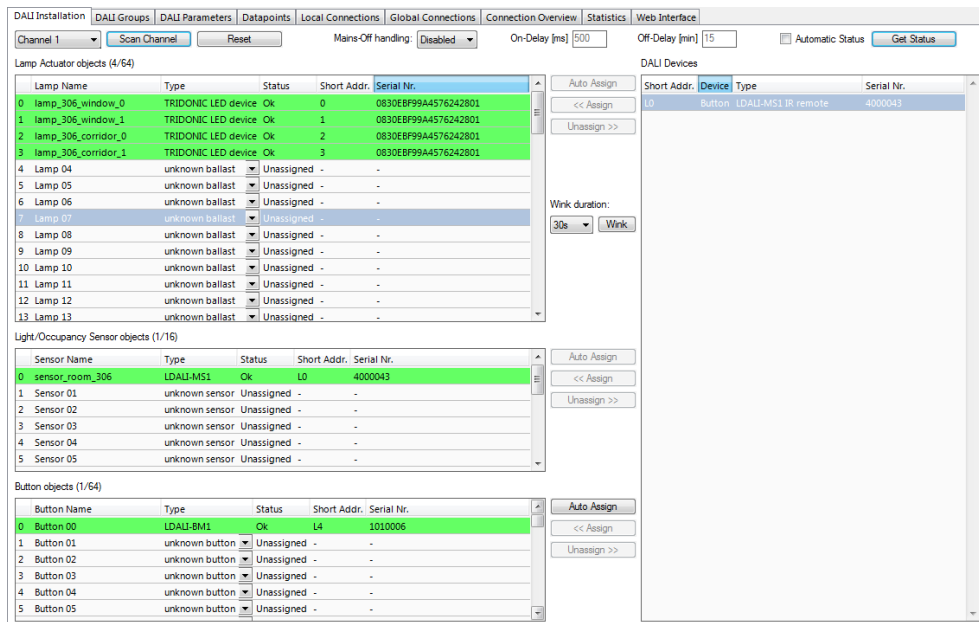 DALI Installation DALI Groups DALI Parameters Datapoints Local Connections Global Connections Connection Overview Statistics Web Interface
Channel 1 Scan Channel Reset Mains-Off handling: Disabled On-Delay [ms] 500 Off-Delay [min] 15 Automatic Status Get Status
Lamp Actuator objects (4/64)
Lamp Name Type Status Short Addr. Serial Nr.
0 lamp_306_window_0 TRIDONIC LED device Ok 0 0830EBF99A4576242801
1 lamp_306_window_1 TRIDONIC LED device Ok 1 0830EBF99A4576242801
2 lamp_306_corridor_0 TRIDONIC LED device Ok 2 0830EBF99A4576242801
3 lamp_306_corridor_1 TRIDONIC LED device Ok 3 0830EBF99A4576242801
4 Lamp 04 unknown ballast Unassigned - -
5 Lamp 05 unknown ballast Unassigned - -
6 Lamp 06 unknown ballast Unassigned - -
7 Lamp 07 unknown ballast Unassigned - -
8 Lamp 08 unknown ballast Unassigned - -
9 Lamp 09 unknown ballast Unassigned - -
10 Lamp 10 unknown ballast Unassigned - -
11 Lamp 11 unknown ballast Unassigned - -
12 Lamp 12 unknown ballast Unassigned - -
13 Lamp 13 unknown ballast Unassigned - -
Auto Assign
<< Assign
Unassign >>
Wink duration:
30s Wink
DALI Devices
Short Addr. Device Type Serial Nr.
L0 Button LDALI-MS1 IR remote 4000043
Light/Occupancy Sensor objects (1/16)
Sensor Name Type Status Short Addr. Serial Nr.
0 sensor_room_306 LDALI-MS1 Ok L0 4000043
1 Sensor 01 unknown sensor Unassigned - -
2 Sensor 02 unknown sensor Unassigned - -
3 Sensor 03 unknown sensor Unassigned - -
4 Sensor 04 unknown sensor Unassigned - -
5 Sensor 05 unknown sensor Unassigned - -
Auto Assign
<< Assign
Unassign >>
Button objects (1/64)
Button Name Type Status Short Addr. Serial Nr.
0 Button 00 LDALI-BM1 Ok L4 1010006
1 Button 01 unknown button Unassigned - -
2 Button 02 unknown button Unassigned - -
3 Button 03 unknown button Unassigned - -
4 Button 04 unknown button Unassigned - -
5 Button 05 unknown button Unassigned - -
Auto Assign
<< Assign
Unassign >>